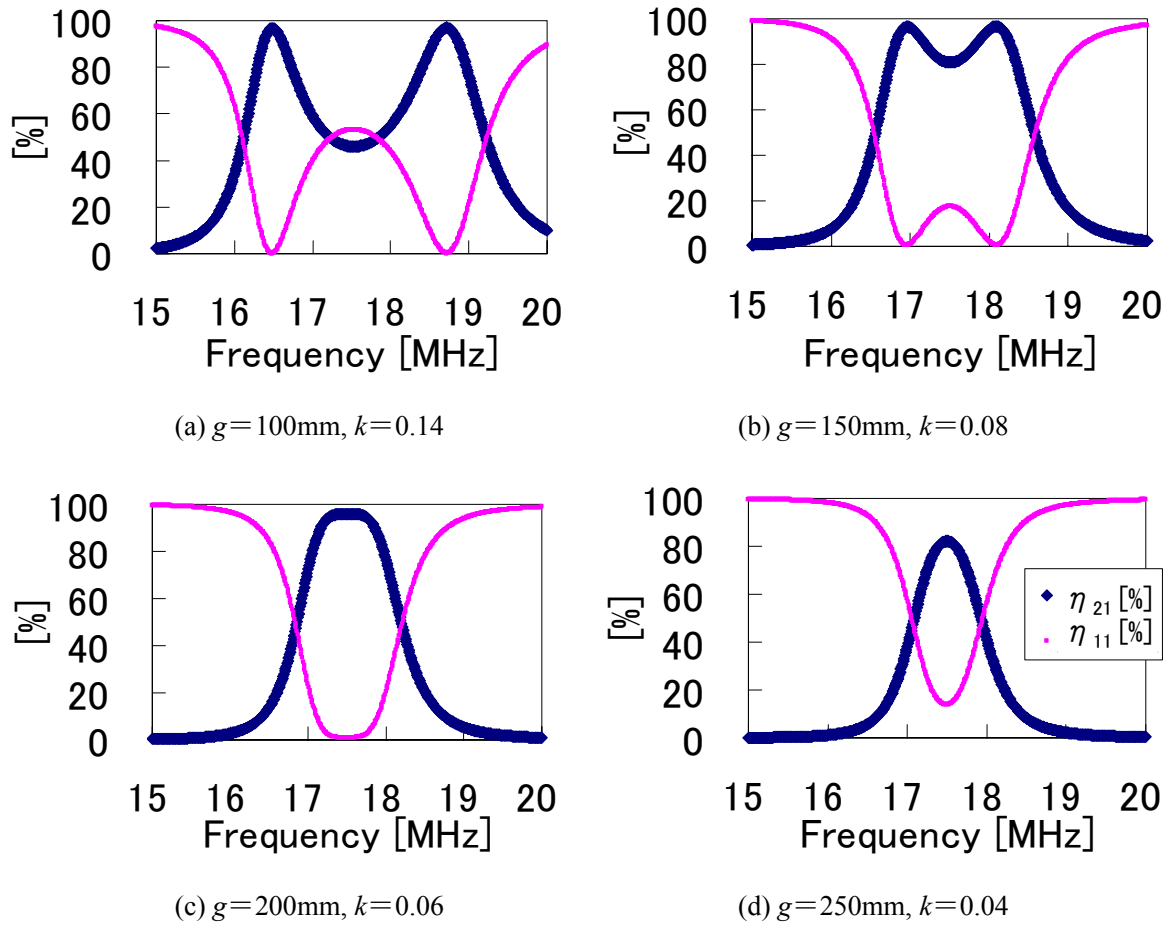 [%]
100
80
60
40
20
0
15 16 17 18 19 20
Frequency [MHz]
(a) g=100mm, k=0.14
[%]
100
80
60
40
20
0
15 16 17 18 19 20
Frequency [MHz]
(b) g=150mm, k=0.08
[%]
100
80
60
40
20
0
15 16 17 18 19 20
Frequency [MHz]
(c) g=200mm, k=0.06
[%]
100
80
60
40
20
0
15 16 17 18 19 20
Frequency [MHz]
η 21 [%]
η 11 [%]
(d) g=250mm, k=0.04